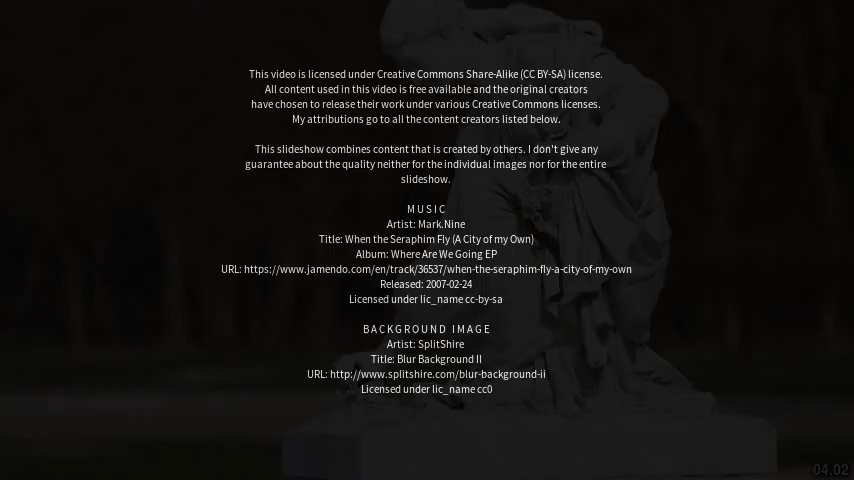 This video is licensed under Creative Commons Share-Alike (CC BY-SA) license.
All content used in this video is free available and the original creators
have chosen to release their work under various Creative Commons licenses.
My attributions go to all the content creators listed below.
This slideshow combines content that is created by others. I don't give any
guarantee about the quality neither for the individual images nor for the entire
slideshow.
MUSIC
Artist: Mark.Nine
Title: When the Seraphim Fly (A City of my Own)
Album: Where Are We Going EP
URL: https://www.jamendo.com/en/track/36537/when-the-seraphim-fly-a-city-of-my-own
Released: 2007-02-24
Licensed under lic_name cc-by-sa
BACKGROUND IMAGE
Artist: SplitShire
Title: Blur Background II
URL: http://www.splitshire.com/blur-background-ii
Licensed under lic_name cc0
04.02